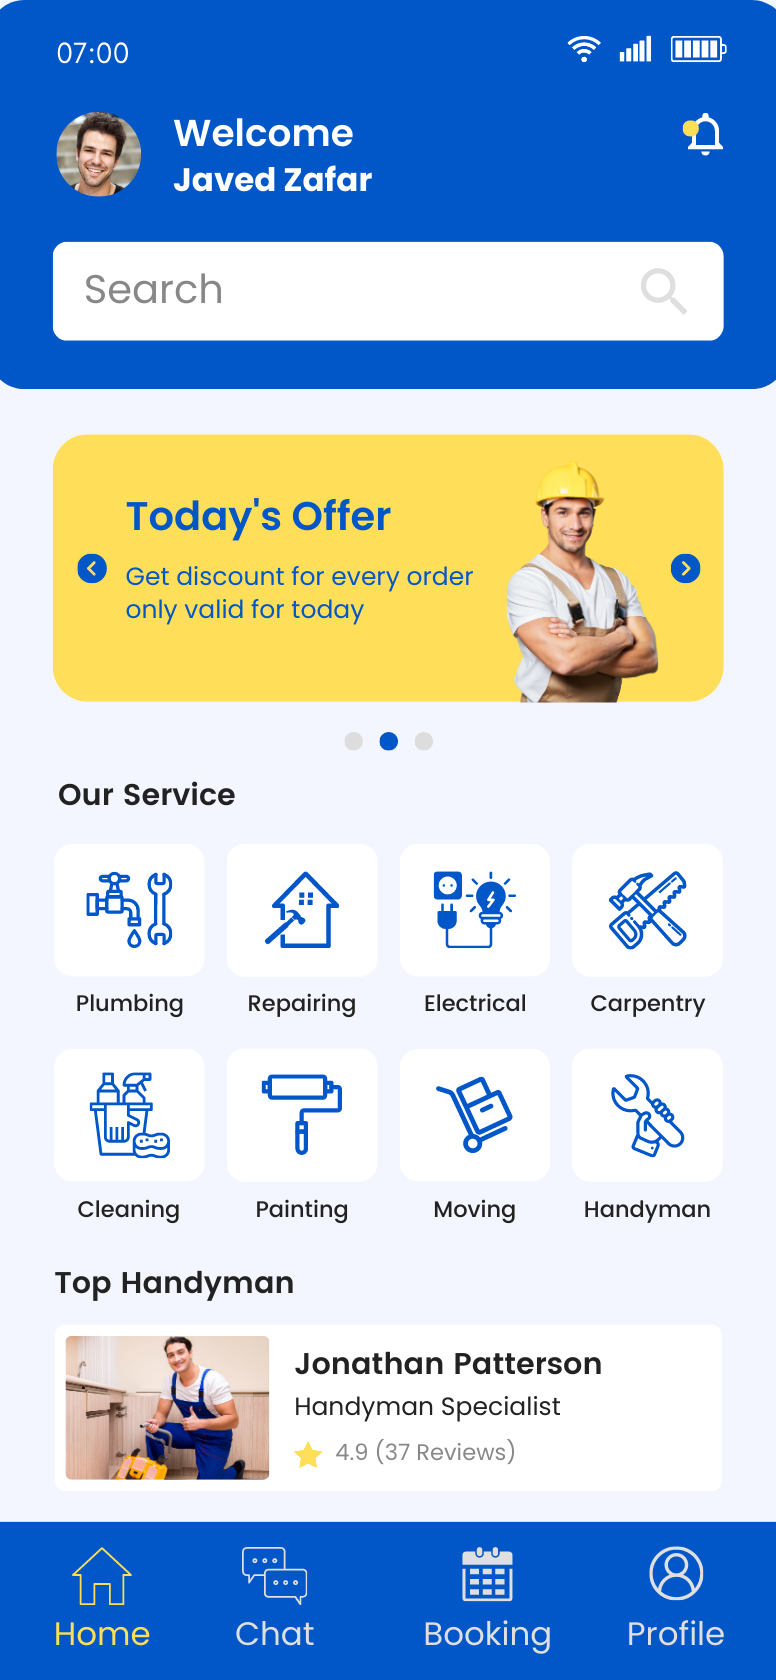 07:00
Welcome
Javed Zafar
Search
Today's Offer
Get discount for every order
only valid for today
Our Service
Plumbing
Repairing
Electrical
Carpentry
Cleaning
Painting
Moving
Handyman
Top Handyman
Jonathan Patterson
Handyman Specialist
4.9 (37 Reviews)
Home
Chat
Booking
Profile